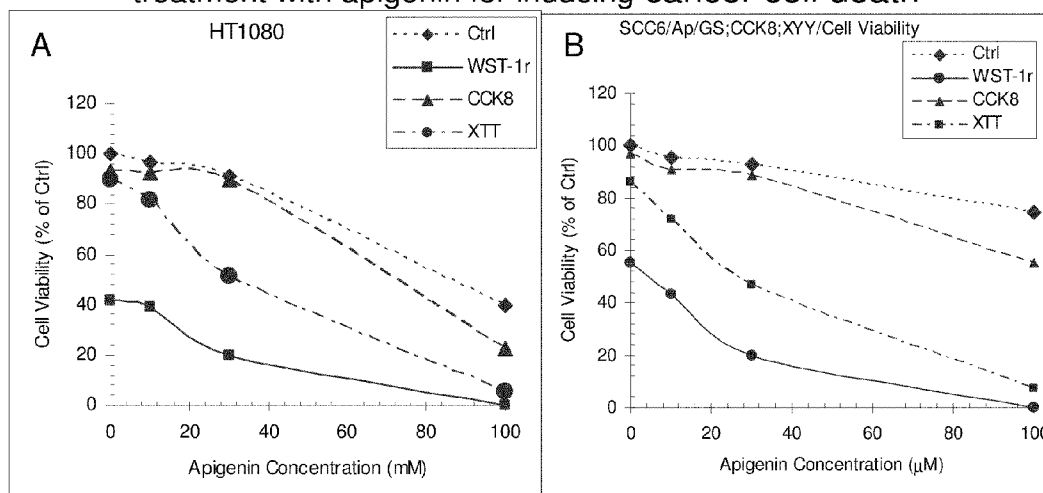 treatment with apigenin for inducing cancer cell death
A
HT1080
Ctrl
WST-1r
CCK8
XTT
120
100
80
60
40
20
0
Cell Viability (% of Ctrl)
0 20 40 60 80 100
Apigenin Concentration (mM)
SCC6/Ap/GS;CCK8;XYY/Cell Viability
B
Ctrl
WST-1r
CCK8
XTT
120
100
80
60
40
20
0
Cell Viability (% of Ctrl)
0 20 40 60 80 100
Apigenin Concentration (μM)